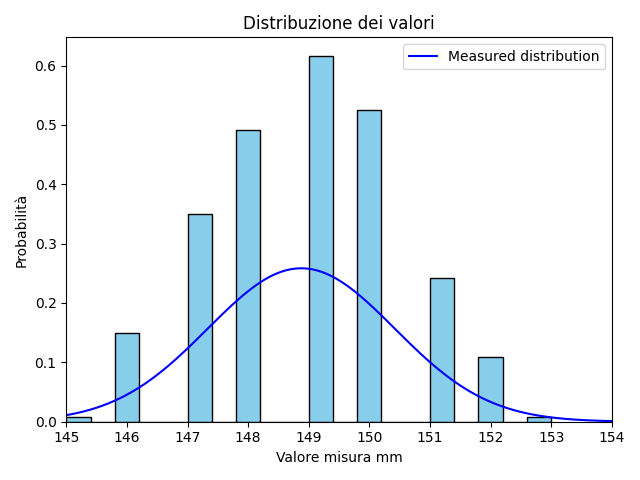 Distribuzione dei valori
Measured distribution
Probabilità
0.6
0.5
0.4
0.3
0.2
0.1
0.0
145 146 147 148 149 150 151 152 153 154
Valore misura mm